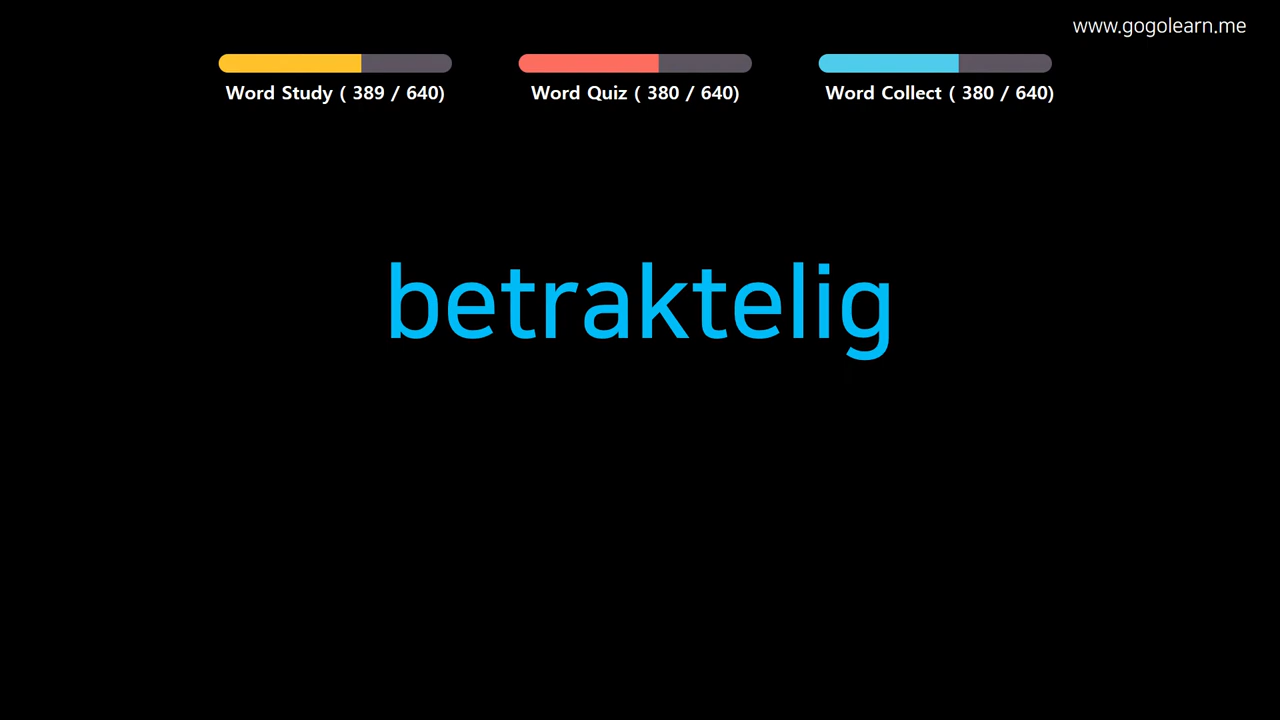 www.gogolearn.me
Word Study ( 389 / 640)
Word Quiz ( 380 / 640)
Word Collect ( 380 / 640)
betraktelig